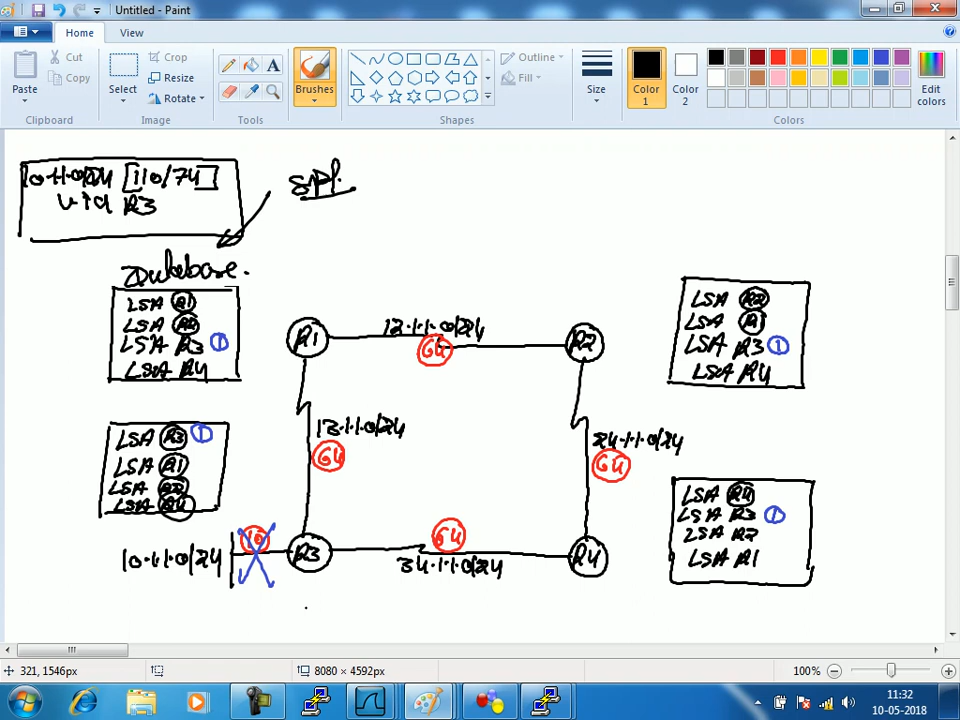 Untitled - Paint
Home
View
Paste
Cut
Copy
Clipboard
Select
Crop
Resize
Rotate
Image
Tools
Brushes
Shapes
Outline
Fill
Size
Color 1
Color 2
Edit colors
Colors
10.1.1.0/24 110/74
via R3
SPF
Database.
LSA R1
LSA R2
LSA R3 1
LSA R4
LSA R3 1
LSA R1
LSA R2
LSA R4
LSA R2
LSA R1
LSA R3 1
LSA R4
LSA R4
LSA R3 1
LSA R2
LSA R1
R1
12.1.1.0/24
64
R2
13.1.1.0/24
64
24.1.1.0/24
64
10.1.1.0/24
10
R3
64
34.1.1.0/24
R4
321, 1546px
8080 × 4592px
100%
11:32
10-05-2018